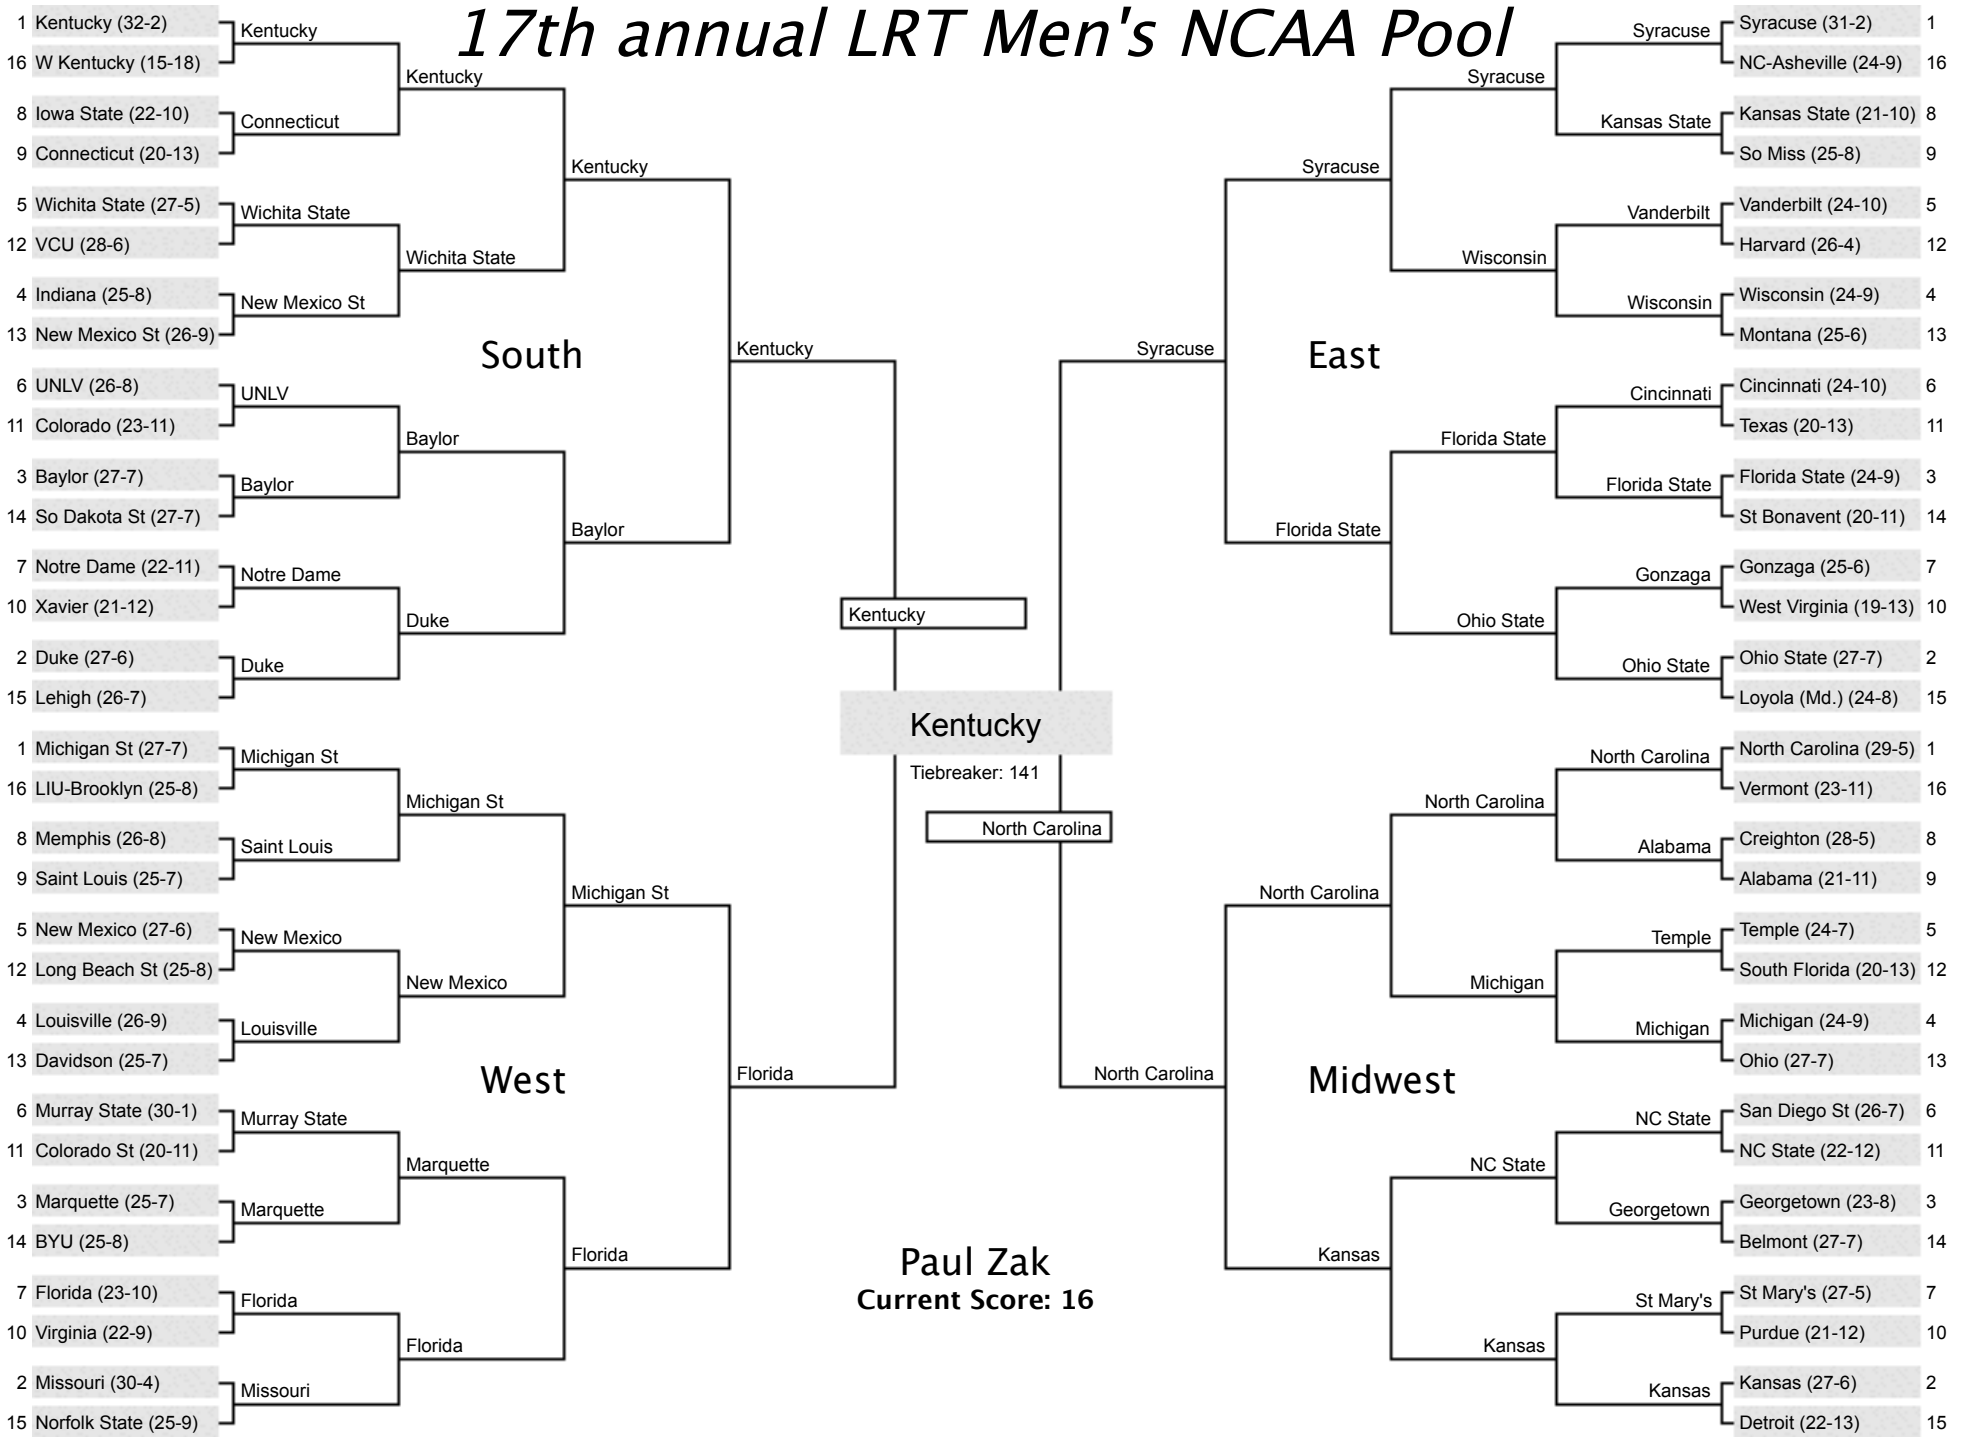 17th annual LRT Men's NCAA Pool
1 Kentucky (32-2)
16 W Kentucky (15-18)
8 Iowa State (22-10)
9 Connecticut (20-13)
5 Wichita State (27-5)
12 VCU (28-6)
4 Indiana (25-8)
13 New Mexico St (26-9)
6 UNLV (26-8)
11 Colorado (23-11)
3 Baylor (27-7)
14 So Dakota St (27-7)
7 Notre Dame (22-11)
10 Xavier (21-12)
2 Duke (27-6)
15 Lehigh (26-7)
Kentucky
Connecticut
Wichita State
New Mexico St
UNLV
Baylor
Notre Dame
Duke
Kentucky
Wichita State
Baylor
Duke
Kentucky
Baylor
Kentucky
South
1 Michigan St (27-7)
16 LIU-Brooklyn (25-8)
8 Memphis (26-8)
9 Saint Louis (25-7)
5 New Mexico (27-6)
12 Long Beach St (25-8)
4 Louisville (26-9)
13 Davidson (25-7)
6 Murray State (30-1)
11 Colorado St (20-11)
3 Marquette (25-7)
14 BYU (25-8)
7 Florida (23-10)
10 Virginia (22-9)
2 Missouri (30-4)
15 Norfolk State (25-9)
Michigan St
Saint Louis
New Mexico
Louisville
Murray State
Marquette
Florida
Missouri
Michigan St
New Mexico
Marquette
Florida
Michigan St
Florida
Florida
West
Kentucky
Kentucky
Tiebreaker: 141
North Carolina
Paul Zak
Current Score: 16
Syracuse (31-2) 1
NC-Asheville (24-9) 16
Kansas State (21-10) 8
So Miss (25-8) 9
Vanderbilt (24-10) 5
Harvard (26-4) 12
Wisconsin (24-9) 4
Montana (25-6) 13
Cincinnati (24-10) 6
Texas (20-13) 11
Florida State (24-9) 3
St Bonavent (20-11) 14
Gonzaga (25-6) 7
West Virginia (19-13) 10
Ohio State (27-7) 2
Loyola (Md.) (24-8) 15
Syracuse
Kansas State
Vanderbilt
Wisconsin
Cincinnati
Florida State
Gonzaga
Ohio State
Syracuse
Wisconsin
Florida State
Ohio State
Syracuse
Florida State
Syracuse
East
North Carolina (29-5) 1
Vermont (23-11) 16
Creighton (28-5) 8
Alabama (21-11) 9
Temple (24-7) 5
South Florida (20-13) 12
Michigan (24-9) 4
Ohio (27-7) 13
San Diego St (26-7) 6
NC State (22-12) 11
Georgetown (23-8) 3
Belmont (27-7) 14
St Mary's (27-5) 7
Purdue (21-12) 10
Kansas (27-6) 2
Detroit (22-13) 15
North Carolina
Alabama
Temple
Michigan
NC State
Georgetown
St Mary's
Kansas
North Carolina
Michigan
NC State
Kansas
North Carolina
Kansas
North Carolina
Midwest